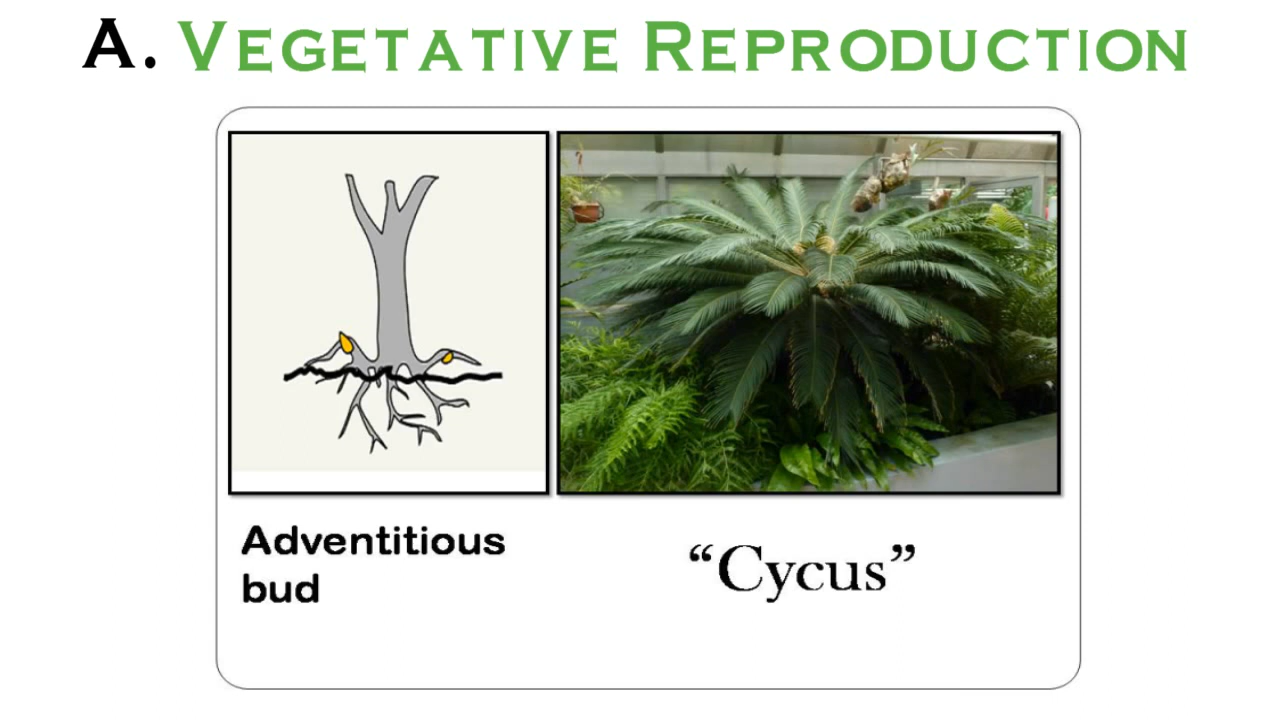 A. VEGETATIVE REPRODUCTION
Adventitious
bud
“Cycus”